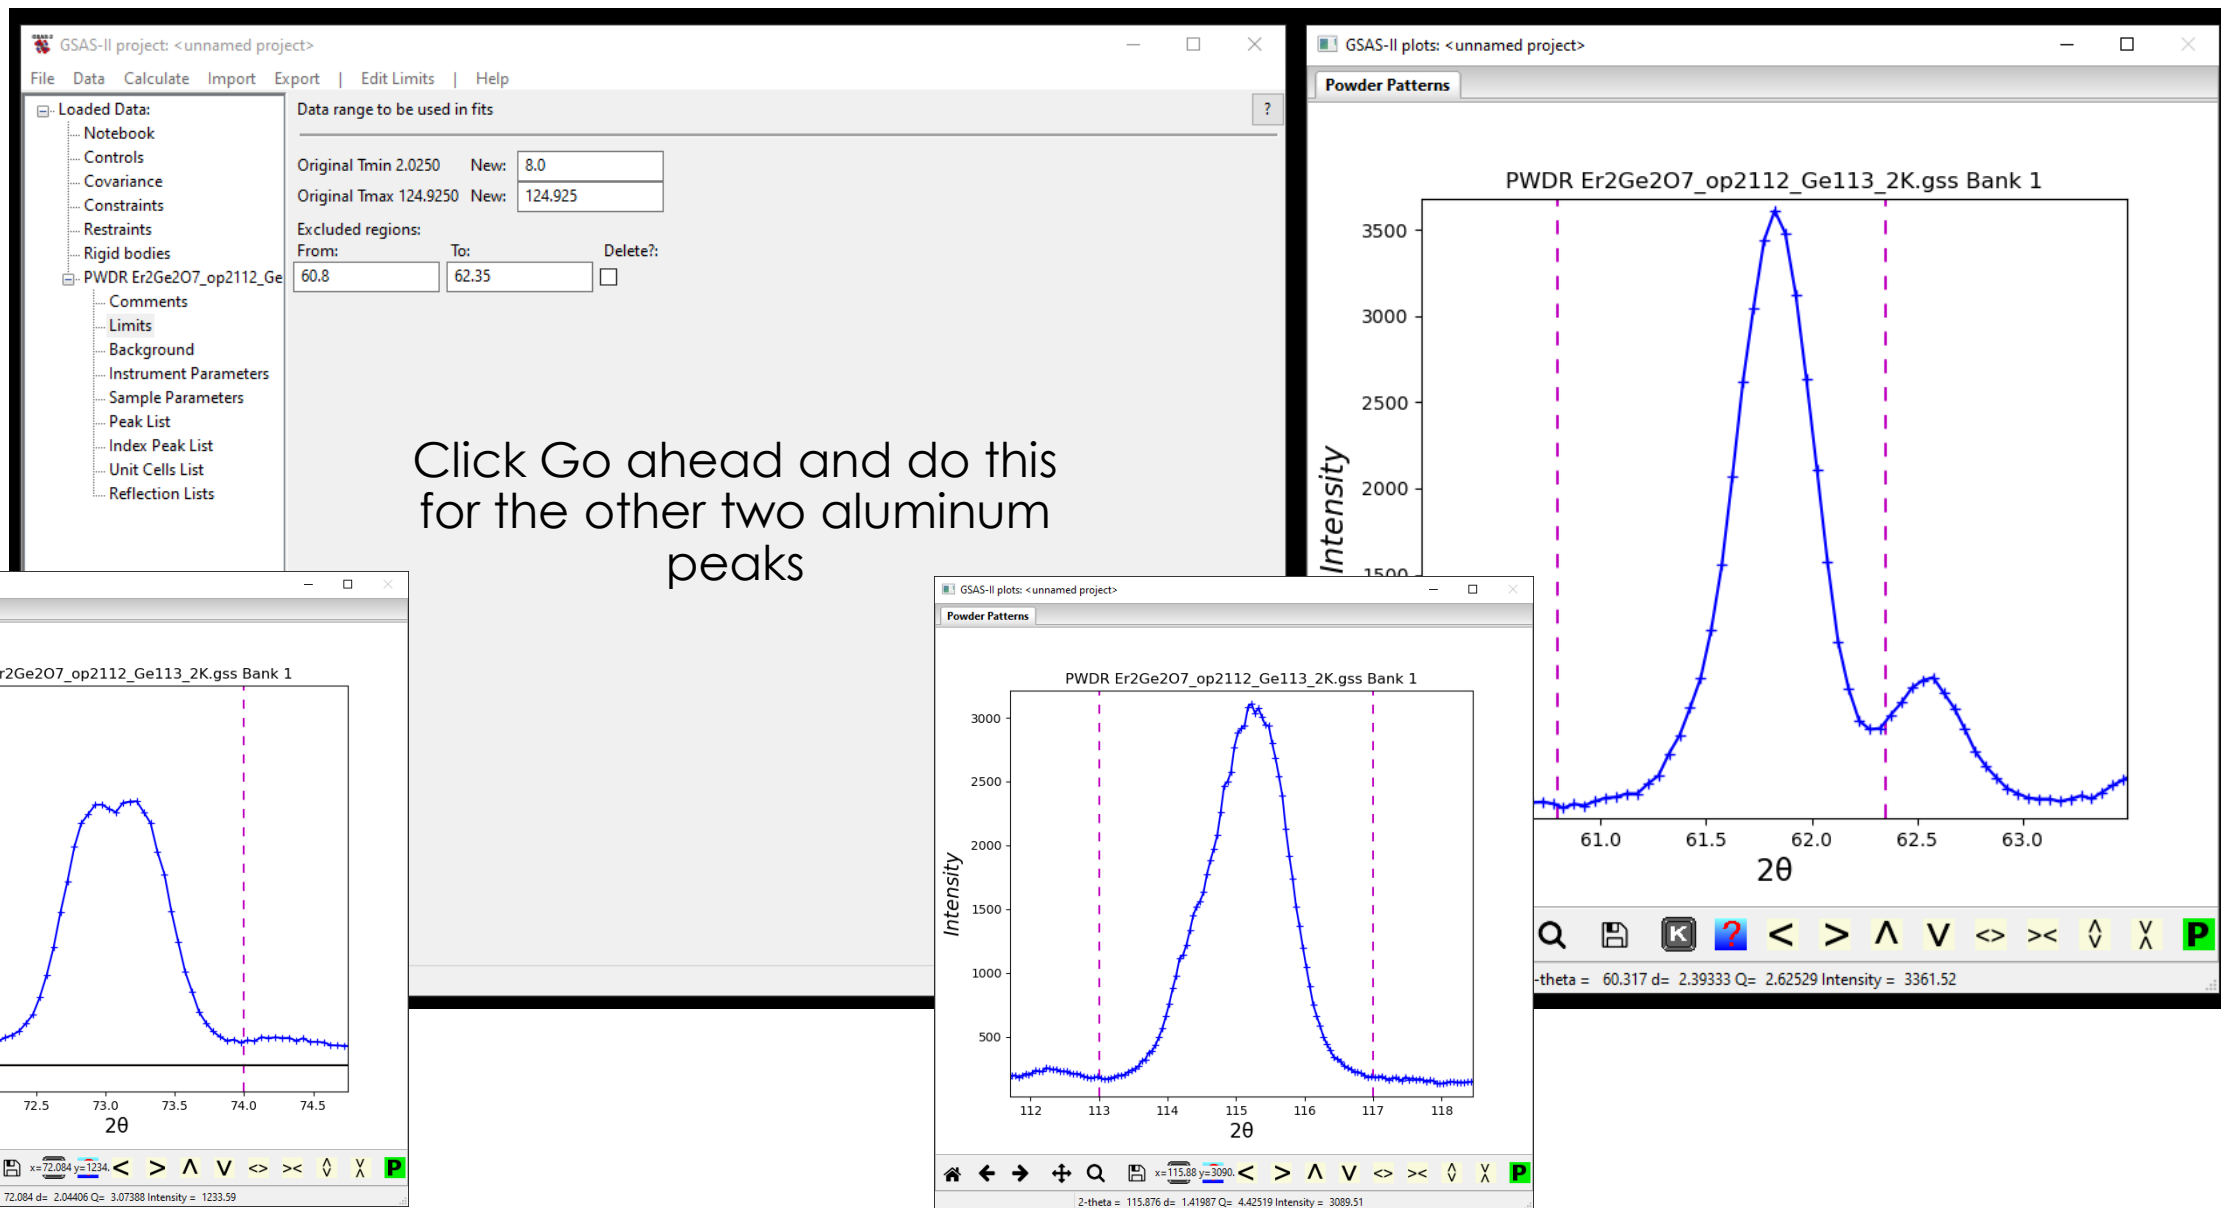 GSAS-II project: <unnamed project>
File Data Calculate Import Export | Edit Limits | Help
Loaded Data:
Notebook
Controls
Covariance
Constraints
Restraints
Rigid bodies
PWDR Er2Ge2O7_op2112_Ge
Comments
Limits
Background
Instrument Parameters
Sample Parameters
Peak List
Index Peak List
Unit Cells List
Reflection Lists
Data range to be used in fits
?
Original Tmin 2.0250 New: 8.0
Original Tmax 124.9250 New: 124.925
Excluded regions:
From: To: Delete?:
60.8 62.35
Click Go ahead and do this
for the other two aluminum
peaks
GSAS-II plots: <unnamed project>
Powder Patterns
PWDR Er2Ge2O7_op2112_Ge113_2K.gss Bank 1
3500
3000
2500
2000
1500
Intensity
61.0 61.5 62.0 62.5 63.0
2θ
K ? < > Λ V <> >< P
-theta = 60.317 d= 2.39333 Q= 2.62529 Intensity = 3361.52
r2Ge2O7_op2112_Ge113_2K.gss Bank 1
72.5 73.0 73.5 74.0 74.5
2θ
x=72.084 y=1234. < > Λ V <> >< P
72.084 d= 2.04406 Q= 3.07388 Intensity = 1233.59
GSAS-II plots: <unnamed project>
Powder Patterns
PWDR Er2Ge2O7_op2112_Ge113_2K.gss Bank 1
3000
2500
2000
1500
1000
500
Intensity
112 113 114 115 116 117 118
2θ
x=115.88 y=3090. < > Λ V <> >< P
2-theta = 115.876 d= 1.41987 Q= 4.42519 Intensity = 3089.51